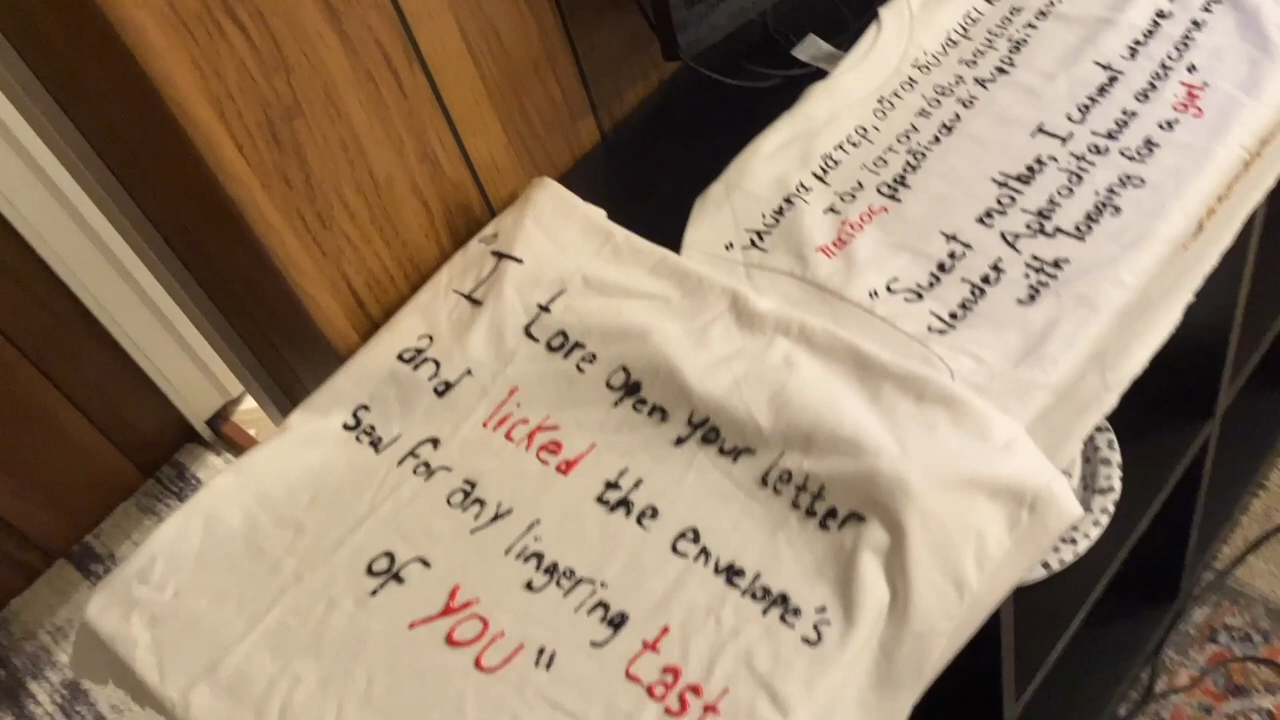 "I tore open your letter
and licked the envelope's
seal for any lingering
of YOU"
"Γλύκηα μᾶτερ, οὔτοι δύναμαι
τὸν ἴστον πόθῳ δάμεισα
παῖδος βραδίναν δι' Ἀφροδίταν
"Sweet mother, I cannot weave
slender Aphrodite has overcome
with longing for a girl."